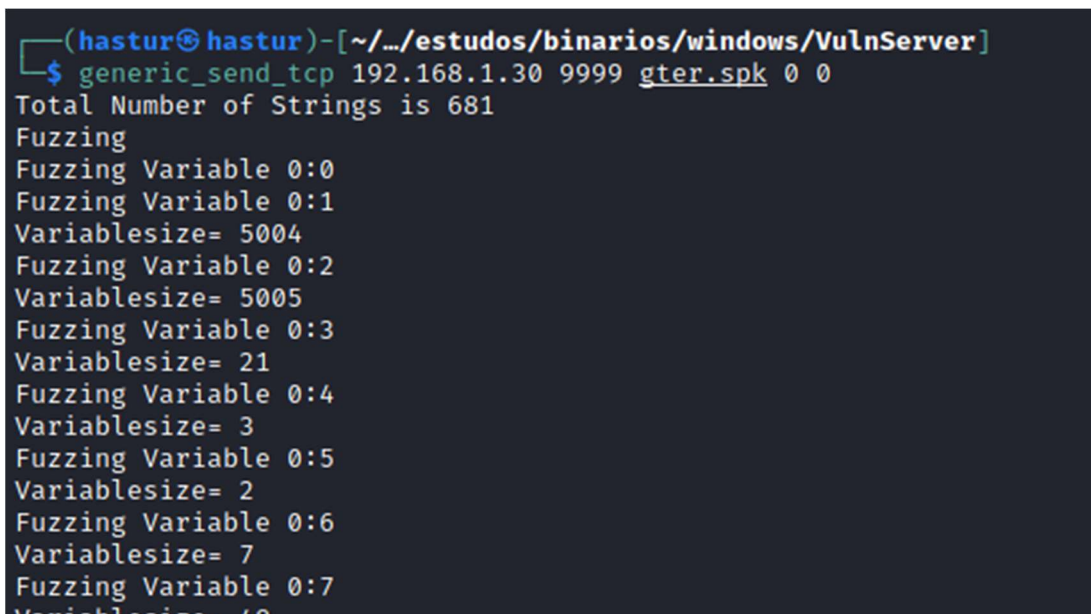 ┌──(hastur㉿hastur)-[~/…/estudos/binarios/windows/VulnServer]
└─$ generic_send_tcp 192.168.1.30 9999 gter.spk 0 0
Total Number of Strings is 681
Fuzzing
Fuzzing Variable 0:0
Fuzzing Variable 0:1
Variablesize= 5004
Fuzzing Variable 0:2
Variablesize= 5005
Fuzzing Variable 0:3
Variablesize= 21
Fuzzing Variable 0:4
Variablesize= 3
Fuzzing Variable 0:5
Variablesize= 2
Fuzzing Variable 0:6
Variablesize= 7
Fuzzing Variable 0:7
Variablesize=